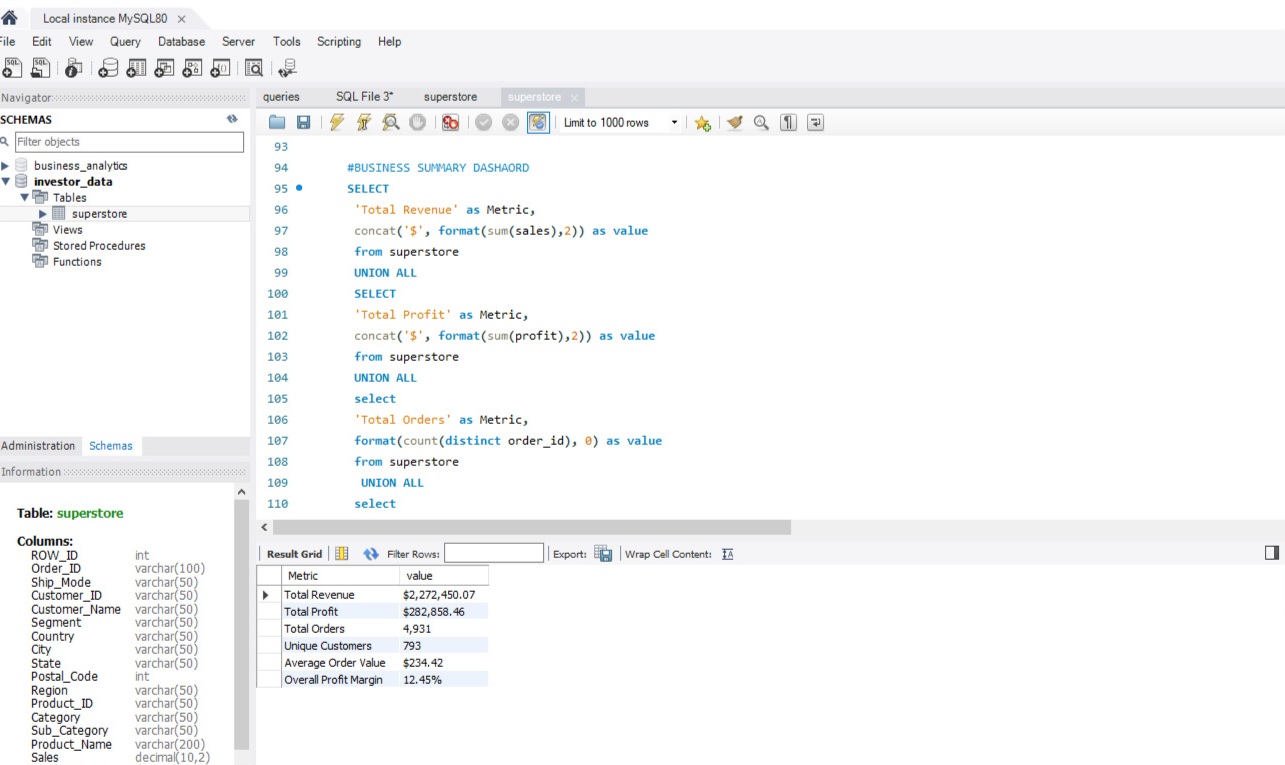 Local instance MySQL80 ×
File Edit View Query Database Server Tools Scripting Help
Navigator
SCHEMAS
Filter objects
business_analytics
investor_data
Tables
superstore
Views
Stored Procedures
Functions
Administration Schemas
Information
Table: superstore
Columns:
ROW_ID int
Order_ID varchar(100)
Ship_Mode varchar(50)
Customer_ID varchar(50)
Customer_Name varchar(50)
Segment varchar(50)
Country varchar(50)
City varchar(50)
State varchar(50)
Postal_Code int
Region varchar(50)
Product_ID varchar(50)
Category varchar(50)
Sub_Category varchar(50)
Product_Name varchar(200)
Sales decimal(10,2)
queries SQL File 3* superstore superstore ×
Limit to 1000 rows
93
94 #BUSINESS SUMMARY DASHAORD
95 SELECT
96 'Total Revenue' as Metric,
97 concat('$', format(sum(sales),2)) as value
98 from superstore
99 UNION ALL
100 SELECT
101 'Total Profit' as Metric,
102 concat('$', format(sum(profit),2)) as value
103 from superstore
104 UNION ALL
105 select
106 'Total Orders' as Metric,
107 format(count(distinct order_id), 0) as value
108 from superstore
109 UNION ALL
110 select
Result Grid Filter Rows: Export: Wrap Cell Content:
Metric value
Total Revenue $2,272,450.07
Total Profit $282,858.46
Total Orders 4,931
Unique Customers 793
Average Order Value $234.42
Overall Profit Margin 12.45%